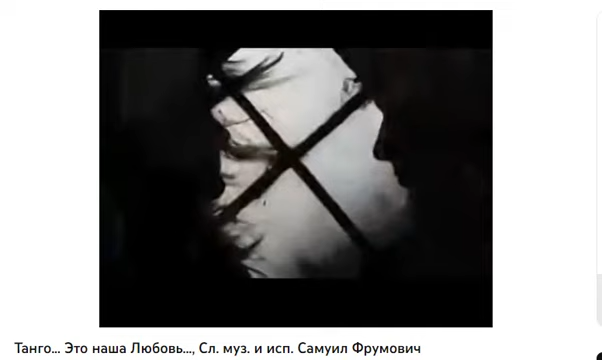 Танго... Это наша Любовь..., Сл. муз. и исп. Самуил Фрумович